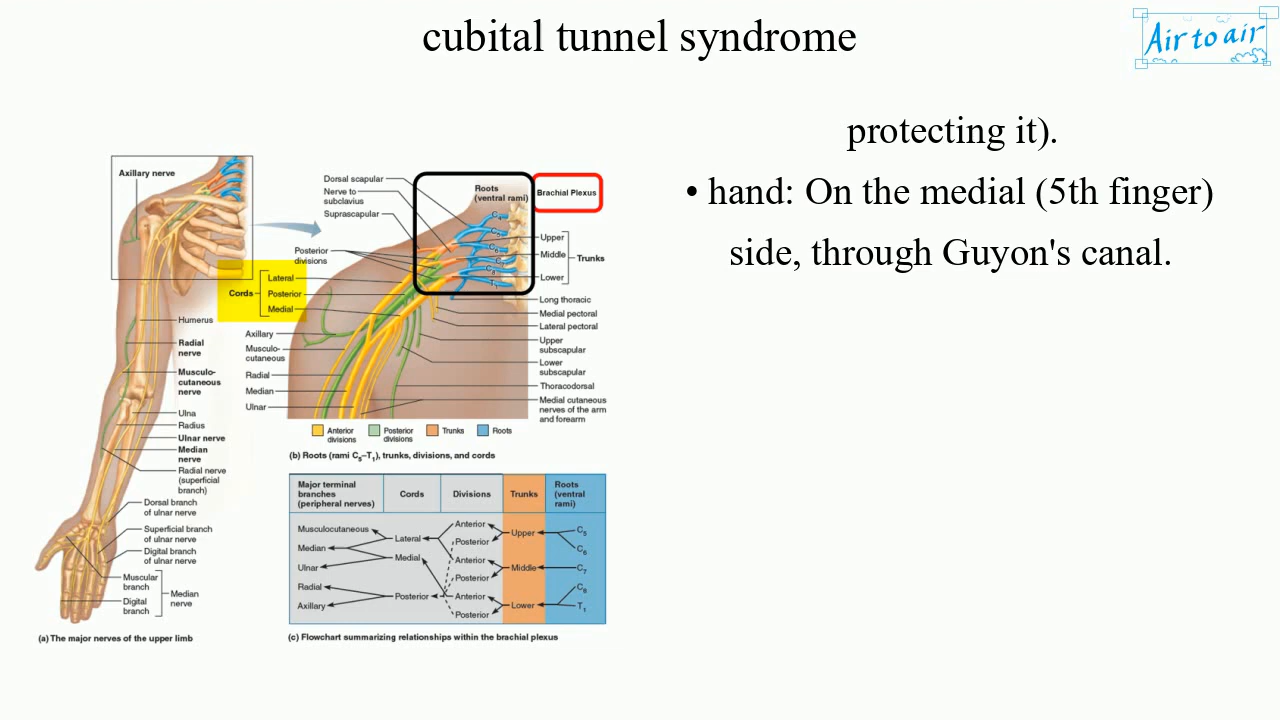 cubital tunnel syndrome
Air to air
protecting it).
• hand: On the medial (5th finger)
side, through Guyon's canal.
Axillary nerve
Humerus
Radial
nerve
Musculo-
cutaneous
nerve
Ulna
Radius
Ulnar nerve
Median
nerve
Radial nerve
(superficial
branch)
Dorsal branch
of ulnar nerve
Superficial branch
of ulnar nerve
Digital branch
of ulnar nerve
Muscular
branch
Digital
branch
Median
nerve
(a) The major nerves of the upper limb
Dorsal scapular
Nerve to
subclavius
Suprascapular
Posterior
divisions
Cords
Lateral
Posterior
Medial
Axillary
Musculo-
cutaneous
Radial
Median
Ulnar
Roots
(ventral rami)
Brachial Plexus
C4
C5
C6
C7
C8
T1
Upper
Middle
Lower
Trunks
Long thoracic
Medial pectoral
Lateral pectoral
Upper
subscapular
Lower
subscapular
Thoracodorsal
Medial cutaneous
nerves of the arm
and forearm
Anterior
divisions
Posterior
divisions
Trunks
Roots
(b) Roots (rami C5–T1), trunks, divisions, and cords
Major terminal
branches
(peripheral nerves)
Cords
Divisions
Trunks
Roots
(ventral
rami)
Musculocutaneous
Median
Ulnar
Radial
Axillary
Lateral
Medial
Posterior
Anterior
Posterior
Anterior
Posterior
Anterior
Posterior
Upper
Middle
Lower
C5
C6
C7
C8
T1
(c) Flowchart summarizing relationships within the brachial plexus